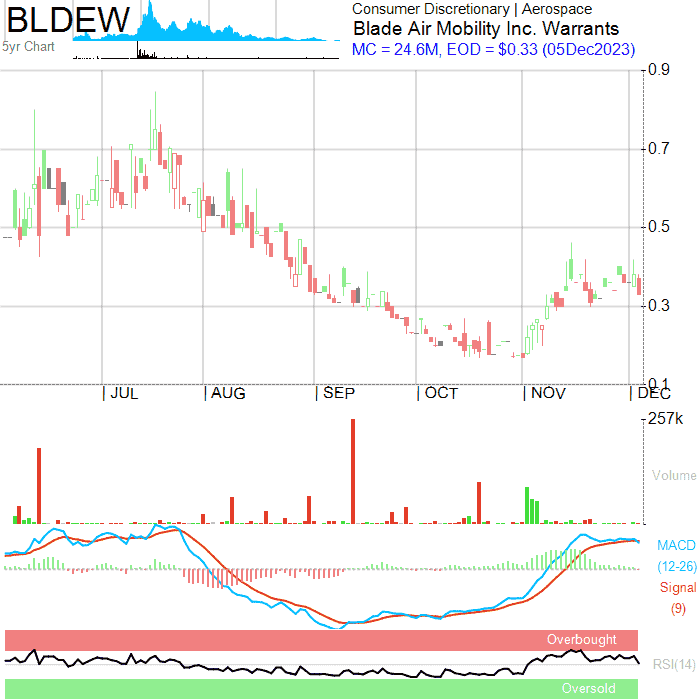 BLDEW
5yr Chart
Consumer Discretionary | Aerospace
Blade Air Mobility Inc. Warrants
MC = 24.6M, EOD = $0.33 (05Dec2023)
0.9
0.7
0.5
0.3
0.1
| JUL | AUG | SEP | OCT | NOV | DEC
257k
Volume
MACD
(12-26)
Signal
(9)
Overbought
RSI(14)
Oversold